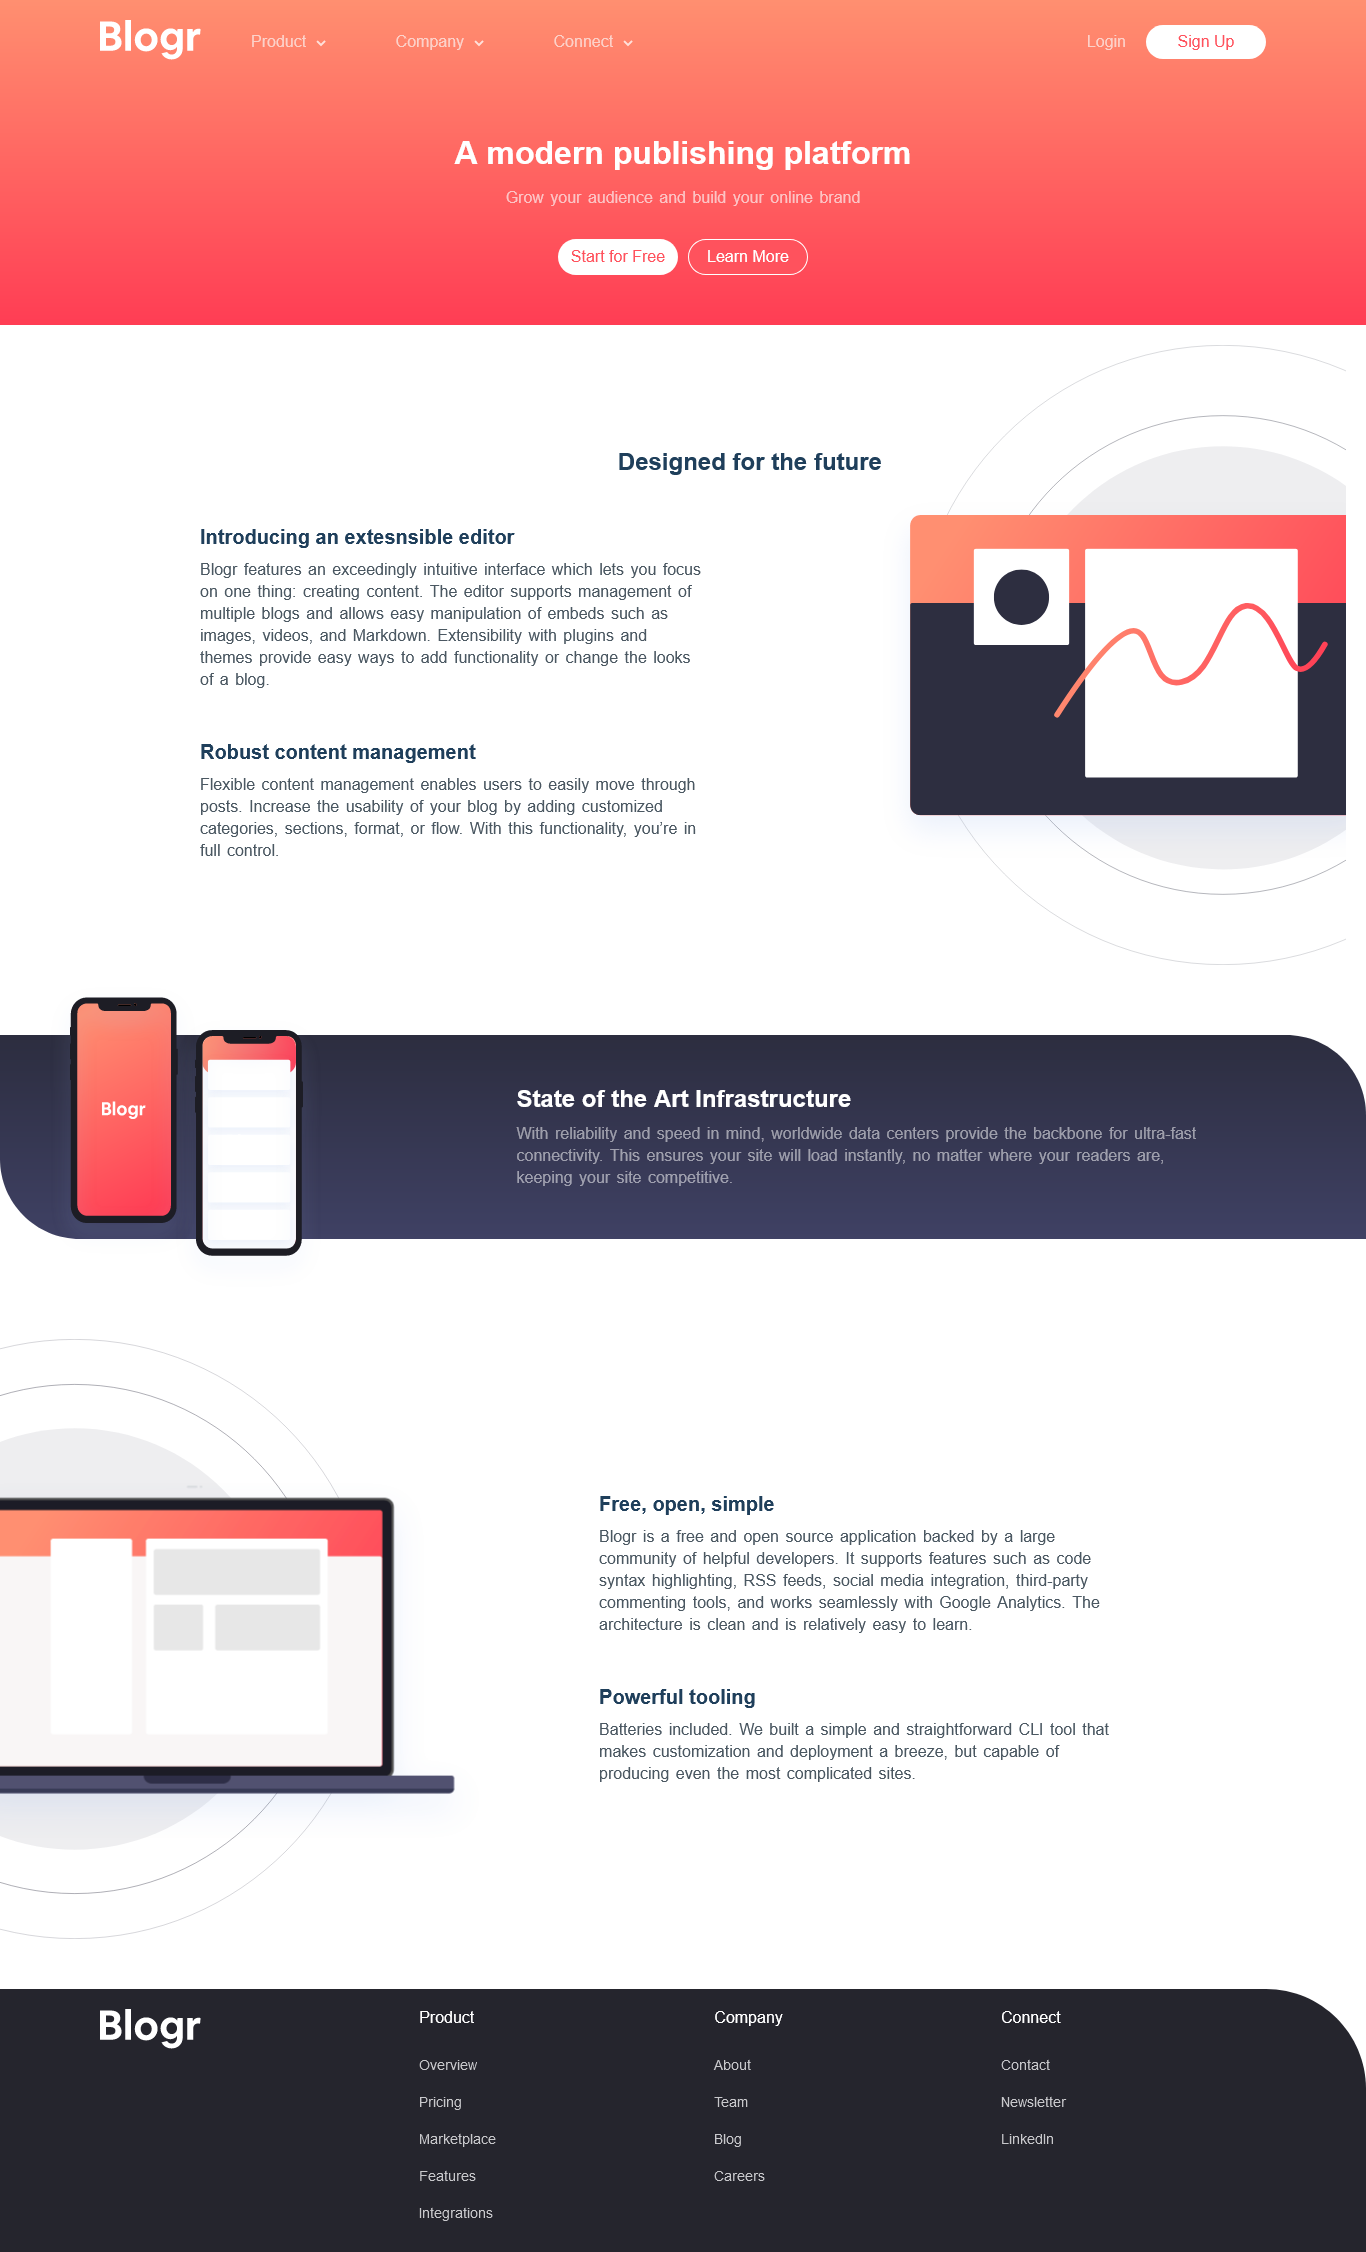 Blogr
Product
Company
Connect
Login
Sign Up
A modern publishing platform
Grow your audience and build your online brand
Start for Free
Learn More
Designed for the future
Introducing an extesnsible editor
Blogr features an exceedingly intuitive interface which lets you focus
on one thing: creating content. The editor supports management of
multiple blogs and allows easy manipulation of embeds such as
images, videos, and Markdown. Extensibility with plugins and
themes provide easy ways to add functionality or change the looks
of a blog.
Robust content management
Flexible content management enables users to easily move through
posts. Increase the usability of your blog by adding customized
categories, sections, format, or flow. With this functionality, you’re in
full control.
Blogr
State of the Art Infrastructure
With reliability and speed in mind, worldwide data centers provide the backbone for ultra-fast
connectivity. This ensures your site will load instantly, no matter where your readers are,
keeping your site competitive.
Free, open, simple
Blogr is a free and open source application backed by a large
community of helpful developers. It supports features such as code
syntax highlighting, RSS feeds, social media integration, third-party
commenting tools, and works seamlessly with Google Analytics. The
architecture is clean and is relatively easy to learn.
Powerful tooling
Batteries included. We built a simple and straightforward CLI tool that
makes customization and deployment a breeze, but capable of
producing even the most complicated sites.
Blogr
Product
Overview
Pricing
Marketplace
Features
Integrations
Company
About
Team
Blog
Careers
Connect
Contact
Newsletter
LinkedIn